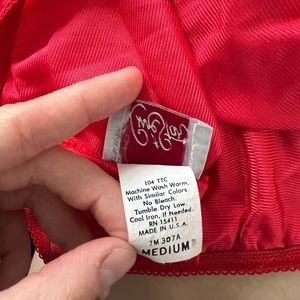 104 TTC
Machine Wash Warm,
With Similar Colors.
No Bleach.
Tumble Dry Low.
Cool Iron, If Needed.
RN 15411
MADE IN U.S.A.
7M 307A
MEDIUM